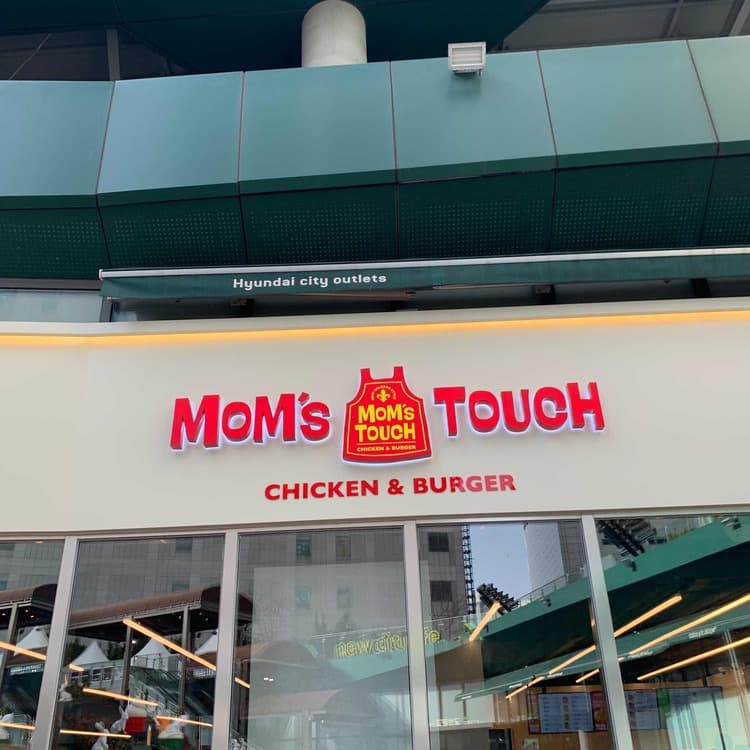 Hyundai city outlets
MOM'S TOUCH
MOM'S
TOUCH
CHICKEN & BURGER
CHICKEN & BURGER